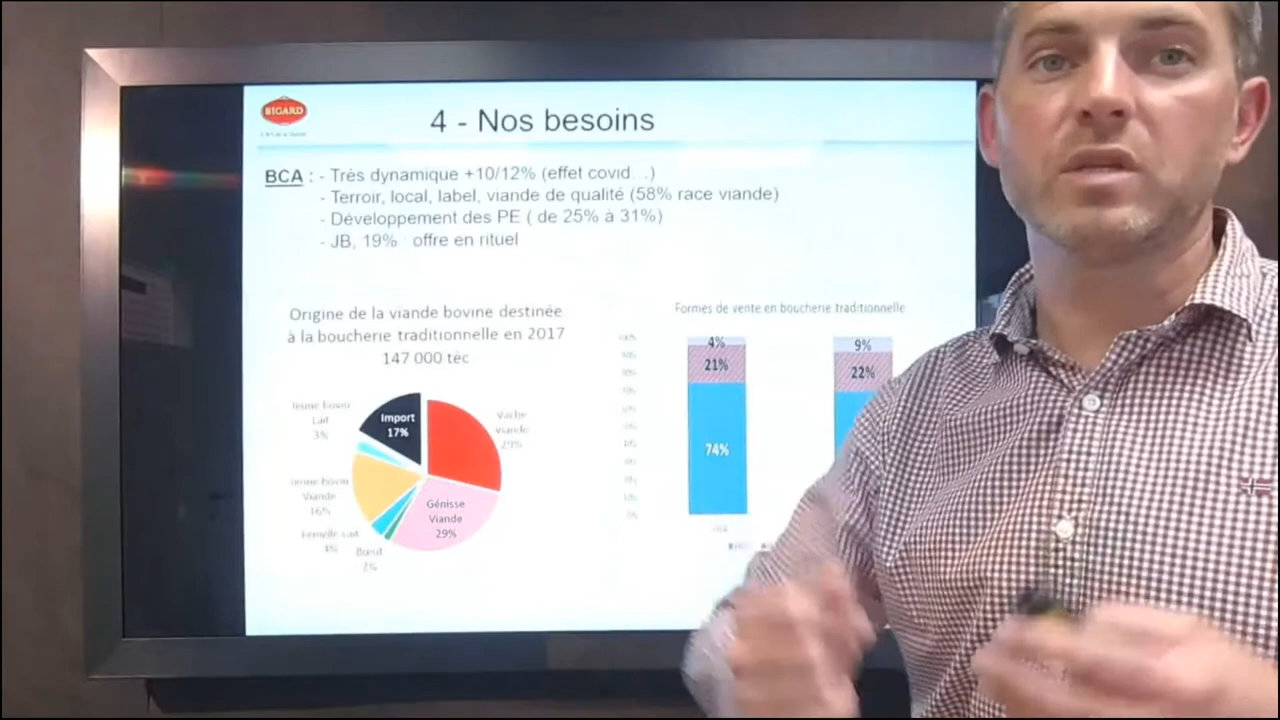 BIGARD
4 - Nos besoins
BCA : - Très dynamique +10/12% (effet covid...)
- Terroir, local, label, viande de qualité (58% race viande)
- Développement des PE ( de 25% à 31%)
- JB, 19% offre en rituel
Origine de la viande bovine destinée
à la boucherie traditionnelle en 2017
147 000 téc
Jeune bovin
Lait
3%
Import
17%
Vache
viande
29%
Jeune bovin
Viande
16%
Génisse
Viande
29%
Femelle Lait
4%
Bœuf
2%
Formes de vente en boucherie traditionnelle
100%
4%
21%
74%
9%
22%